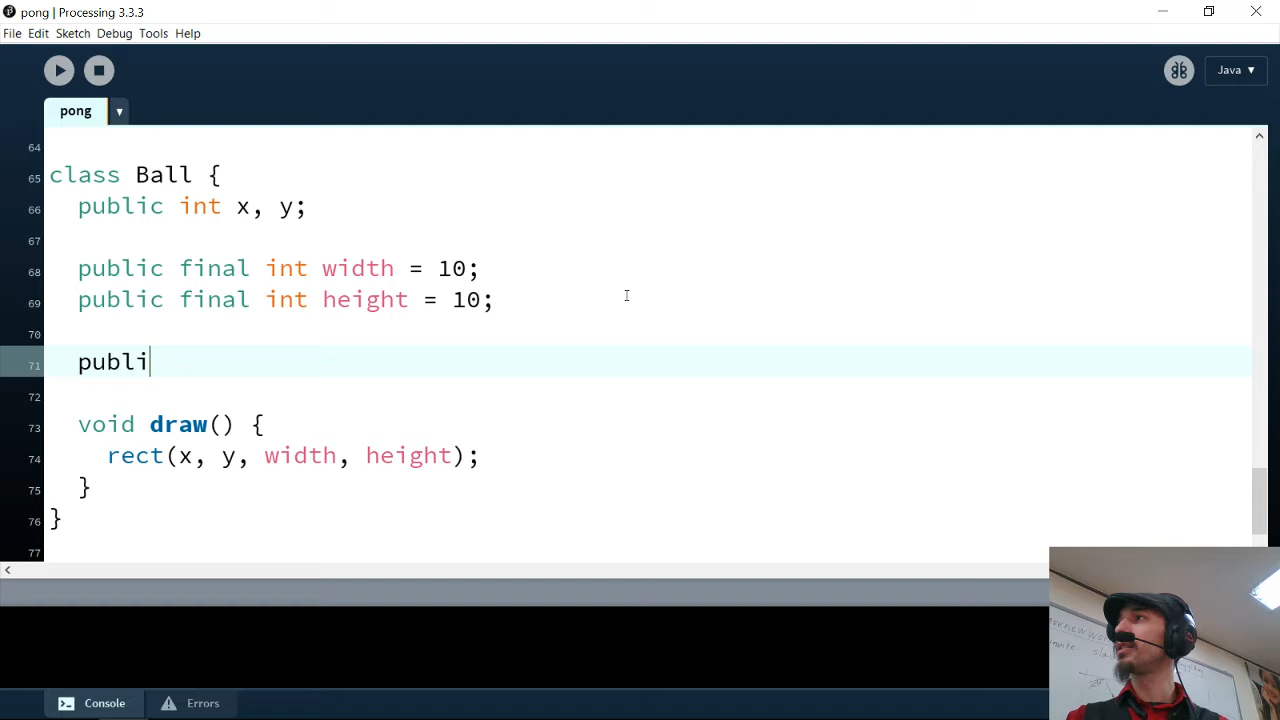 pong | Processing 3.3.3
File Edit Sketch Debug Tools Help
Java ▼
pong ▼
64
65 class Ball {
66 public int x, y;
67
68 public final int width = 10;
69 public final int height = 10;
70
71 publi
72
73 void draw() {
74 rect(x, y, width, height);
75 }
76 }
77
Console Errors